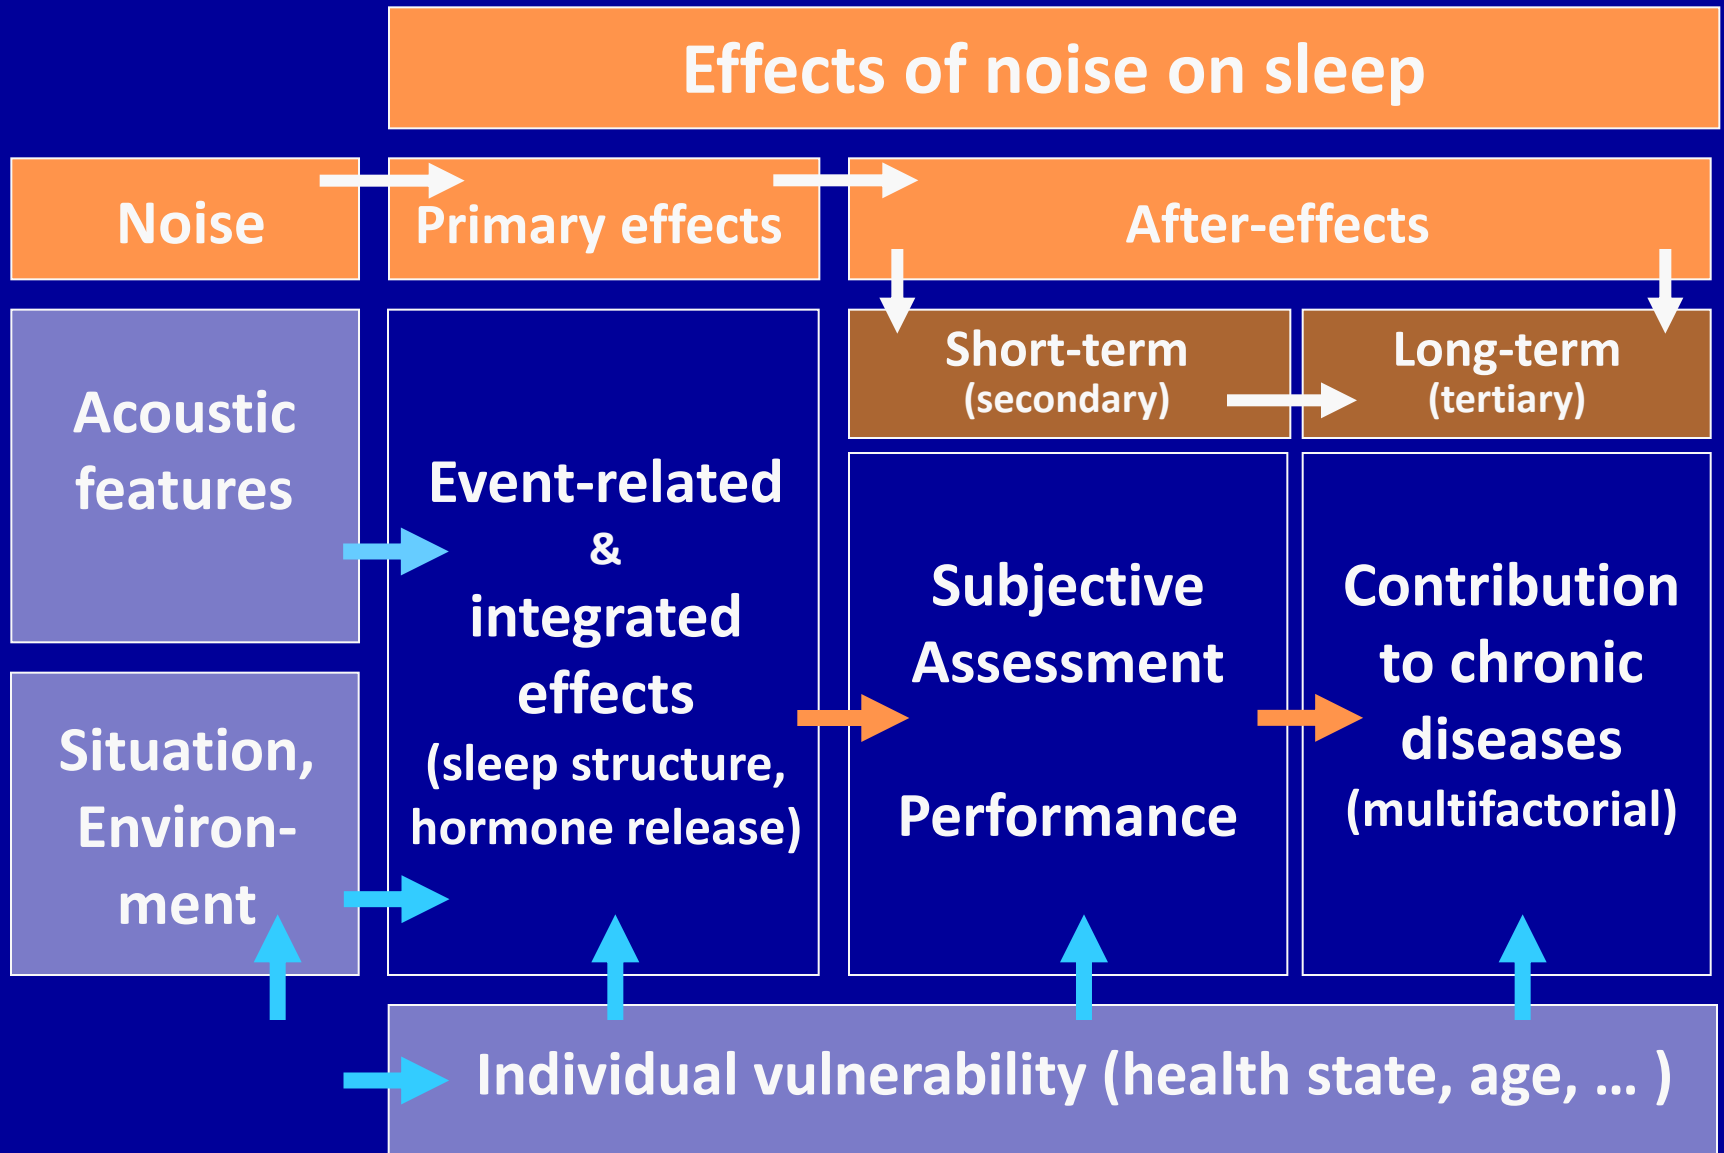 Effects of noise on sleep
Noise
Primary effects
After-effects
Acoustic
features
Situation,
Environ-
ment
Event-related
&
integrated
effects
(sleep structure,
hormone release)
Short-term
(secondary)
Long-term
(tertiary)
Subjective
Assessment
Performance
Contribution
to chronic
diseases
(multifactorial)
Individual vulnerability (health state, age, ... )